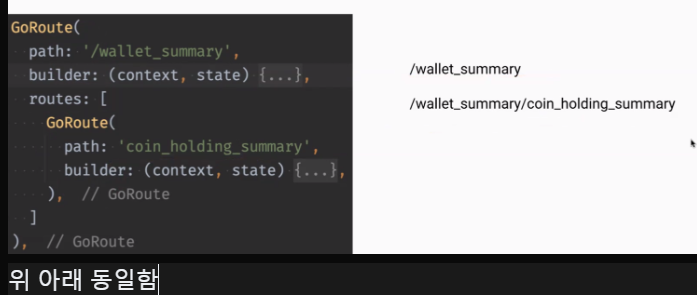 GoRoute(
path: '/wallet_summary',
builder: (context, state) {...},
routes: [
GoRoute(
path: 'coin_holding_summary',
builder: (context, state) {...},
), // GoRoute
]
), // GoRoute
/wallet_summary
/wallet_summary/coin_holding_summary
위 아래 동일함